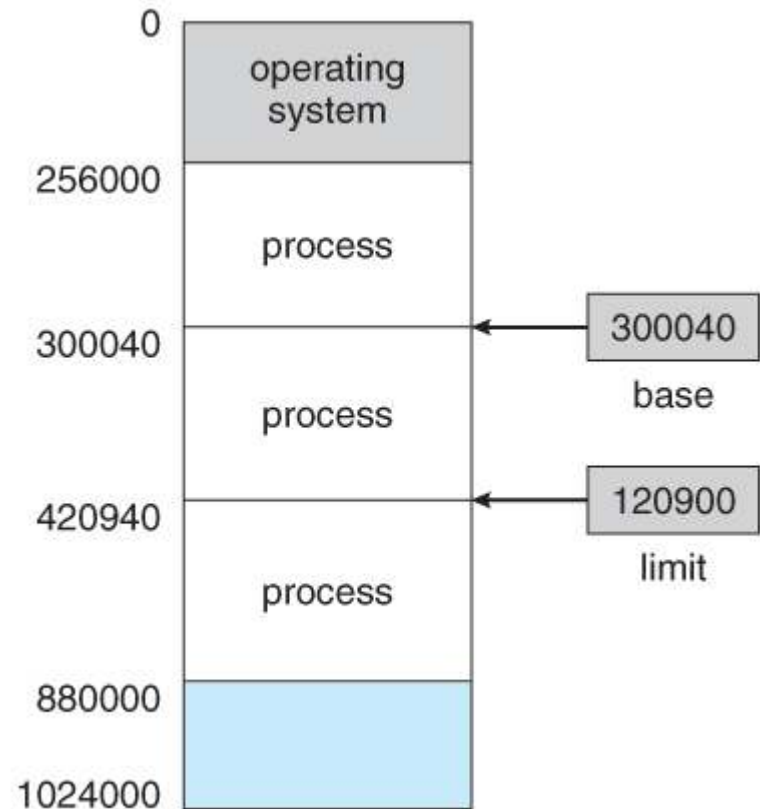 0
operating
system
256000
process
300040
300040
base
process
420940
120900
limit
process
880000
1024000